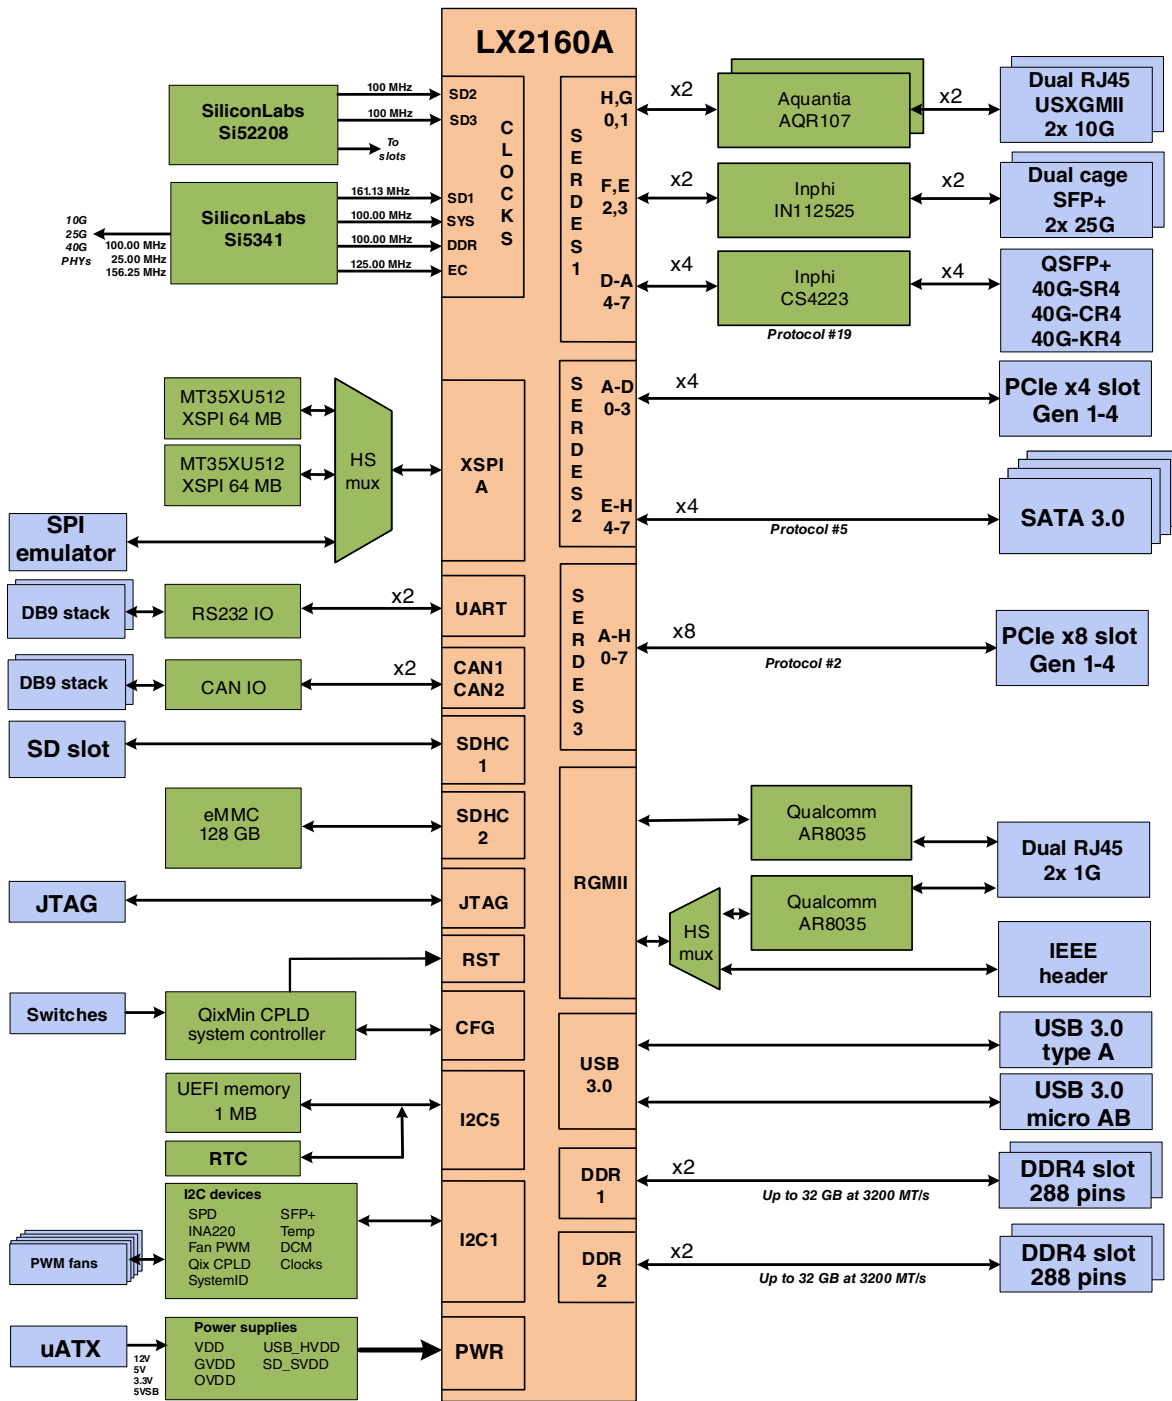 LX2160A
SiliconLabs
Si52208
100 MHz
100 MHz
To
slots
SD2
SD3
CLOCKS
SiliconLabs
Si5341
161.13 MHz
100.00 MHz
100.00 MHz
125.00 MHz
SD1
SYS
DDR
EC
10G
25G
40G
PHYs
100.00 MHz
25.00 MHz
156.25 MHz
SERDES1
H,G
0,1
x2
Aquantia
AQR107
x2
Dual RJ45
USXGMII
2x 10G
F,E
2,3
x2
Inphi
IN112525
x2
Dual cage
SFP+
2x 25G
D-A
4-7
x4
Inphi
CS4223
x4
QSFP+
40G-SR4
40G-CR4
40G-KR4
Protocol #19
SERDES2
A-D
0-3
x4
PCIe x4 slot
Gen 1-4
E-H
4-7
x4
Protocol #5
SATA 3.0
MT35XU512
XSPI 64 MB
MT35XU512
XSPI 64 MB
HS
mux
XSPI
A
SPI
emulator
DB9 stack
RS232 IO
x2
UART
DB9 stack
CAN IO
x2
CAN1
CAN2
SERDES3
A-H
0-7
x8
Protocol #2
PCIe x8 slot
Gen 1-4
SD slot
SDHC
1
eMMC
128 GB
SDHC
2
JTAG
JTAG
RST
Switches
QixMin CPLD
system controller
CFG
RGMII
Qualcomm
AR8035
Dual RJ45
2x 1G
HS
mux
Qualcomm
AR8035
IEEE
header
UEFI memory
1 MB
RTC
I2C5
USB
3.0
USB 3.0
type A
USB 3.0
micro AB
I2C devices
SPD SFP+
INA220 Temp
Fan PWM DCM
Qix CPLD Clocks
SystemID
PWM fans
I2C1
DDR
1
x2
Up to 32 GB at 3200 MT/s
DDR4 slot
288 pins
DDR
2
x2
Up to 32 GB at 3200 MT/s
DDR4 slot
288 pins
uATX
12V
5V
3.3V
5VSB
Power supplies
VDD USB_HVDD
GVDD SD_SVDD
OVDD
PWR